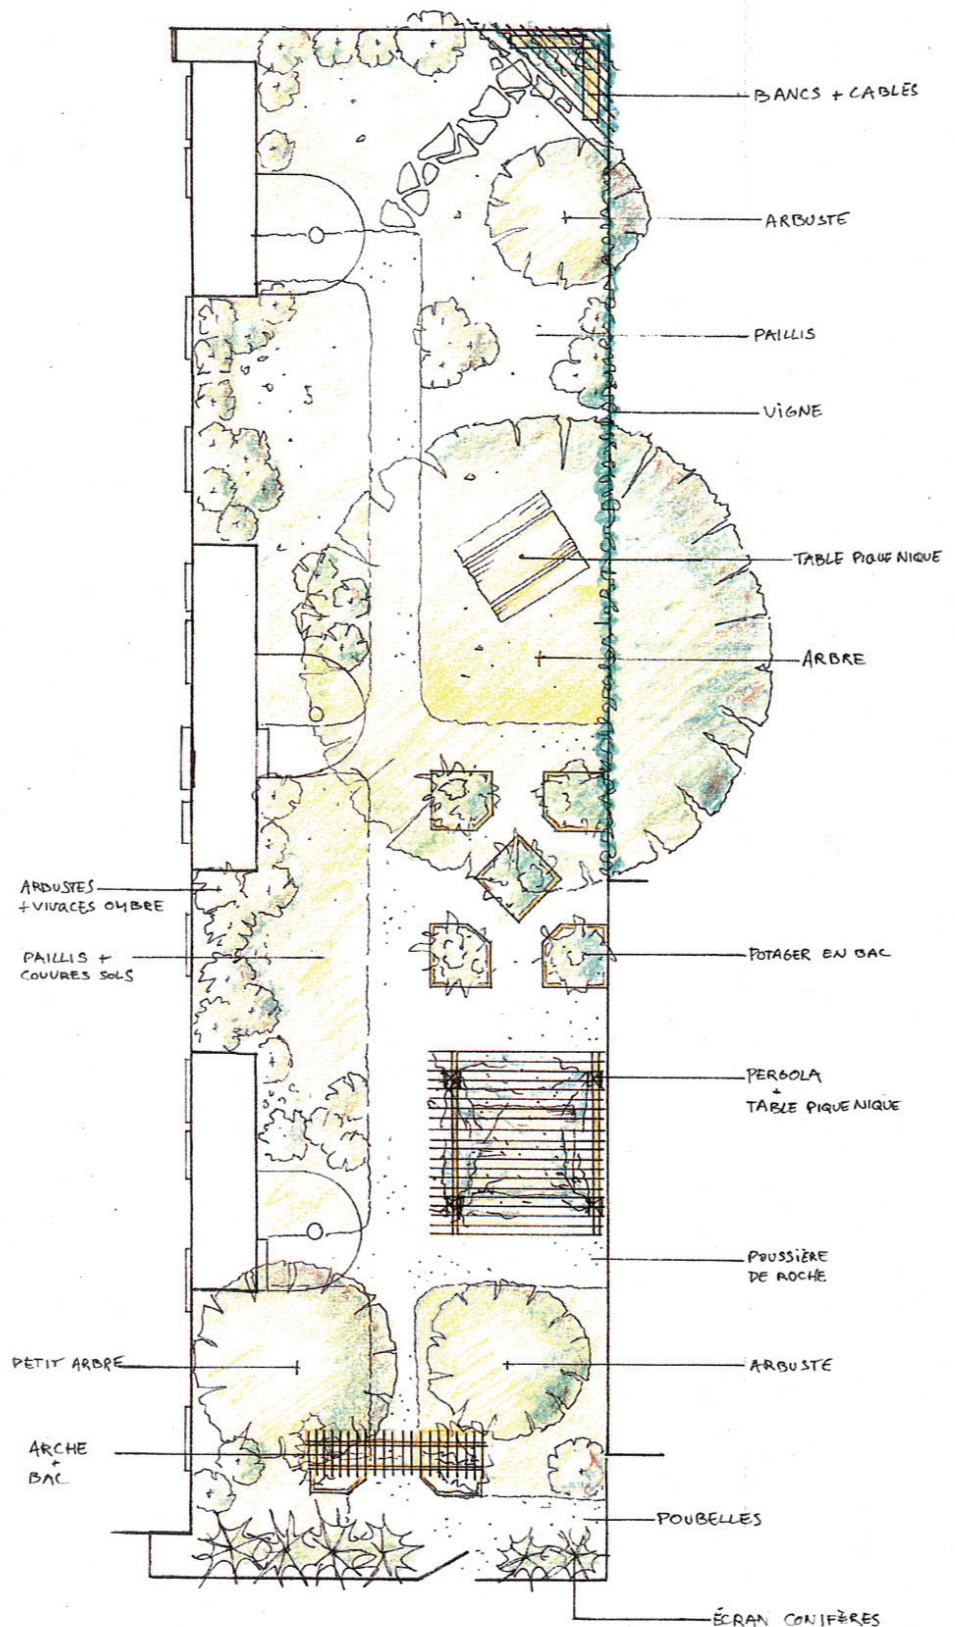 BANCS + CABLES
ARBUSTE
PAILLIS
VIGNE
TABLE PIQUE NIQUE
ARBRE
ARBUSTES
+ VIVACES OMBRE
PAILLIS +
COUVRES SOLS
POTAGER EN BAC
PERGOLA
+
TABLE PIQUE NIQUE
POUSSIÈRE
DE ROCHE
PETIT ARBRE
ARBUSTE
ARCHE
+
BAC
POUBELLES
ÉCRAN CONIFÈRES